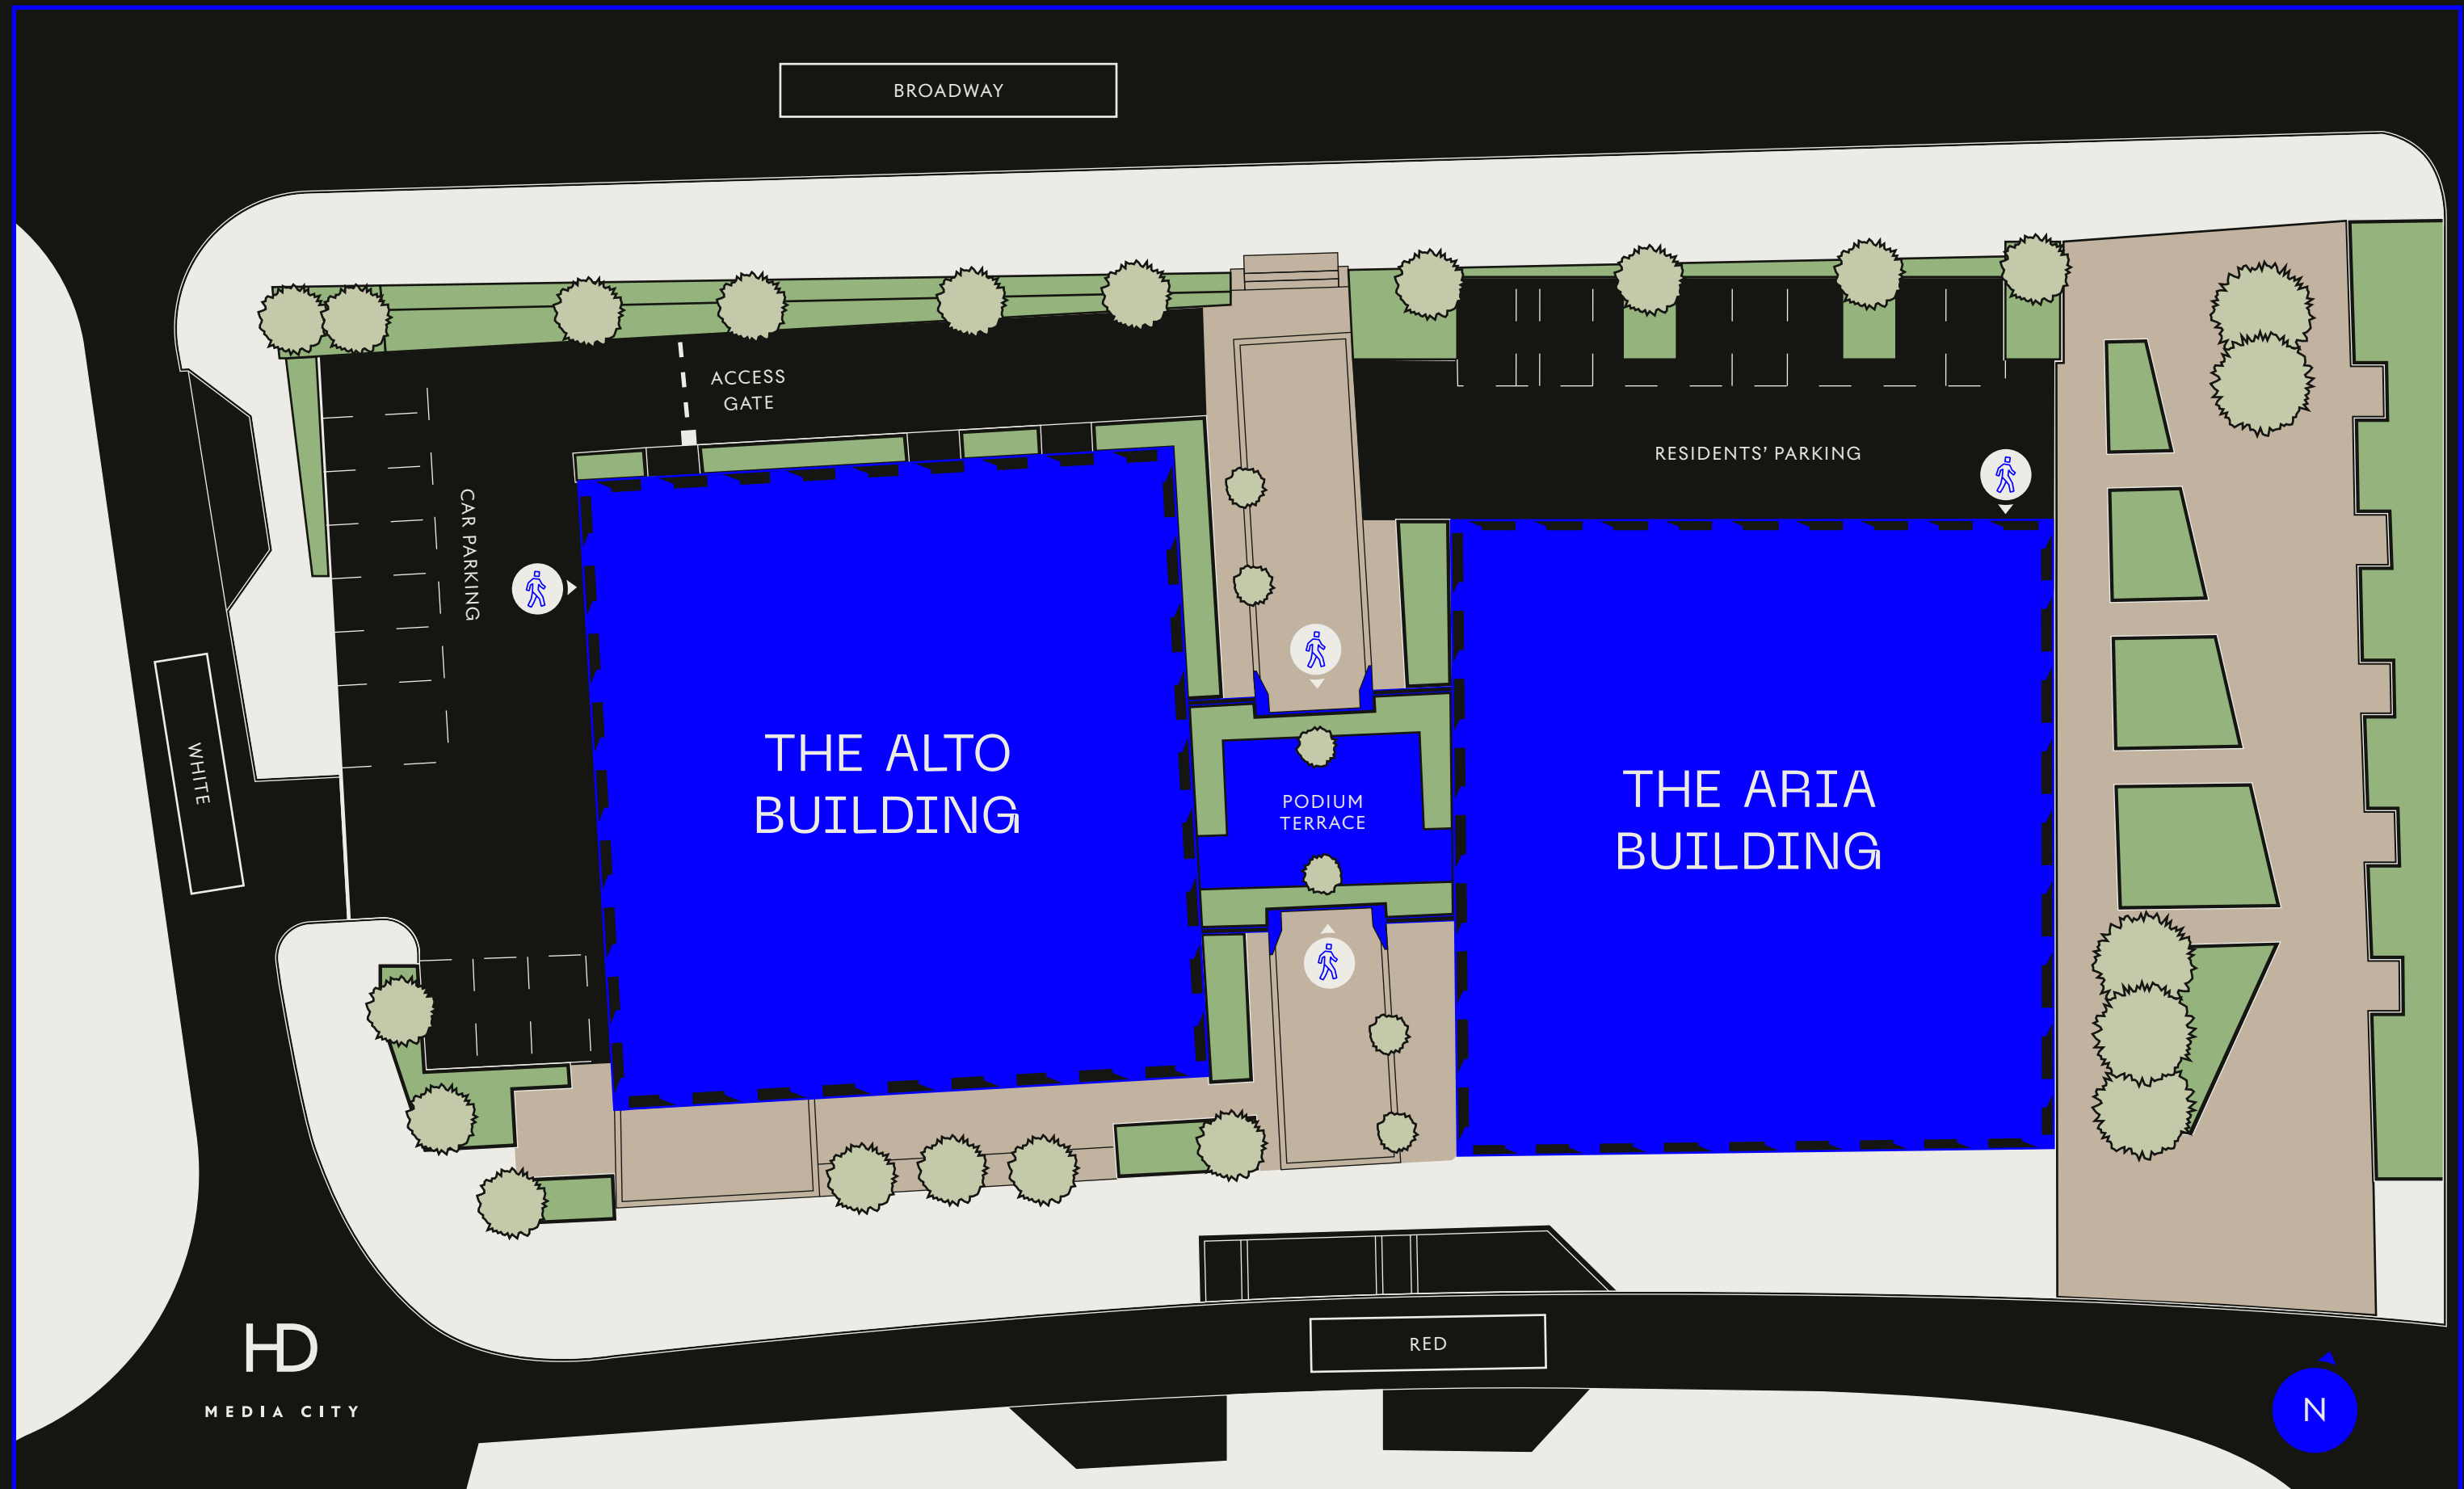 BROADWAY
ACCESS
GATE
RESIDENTS’ PARKING
CAR PARKING
THE ALTO
BUILDING
PODIUM
TERRACE
THE ARIA
BUILDING
WHITE
RED
HD
MEDIA CITY
N